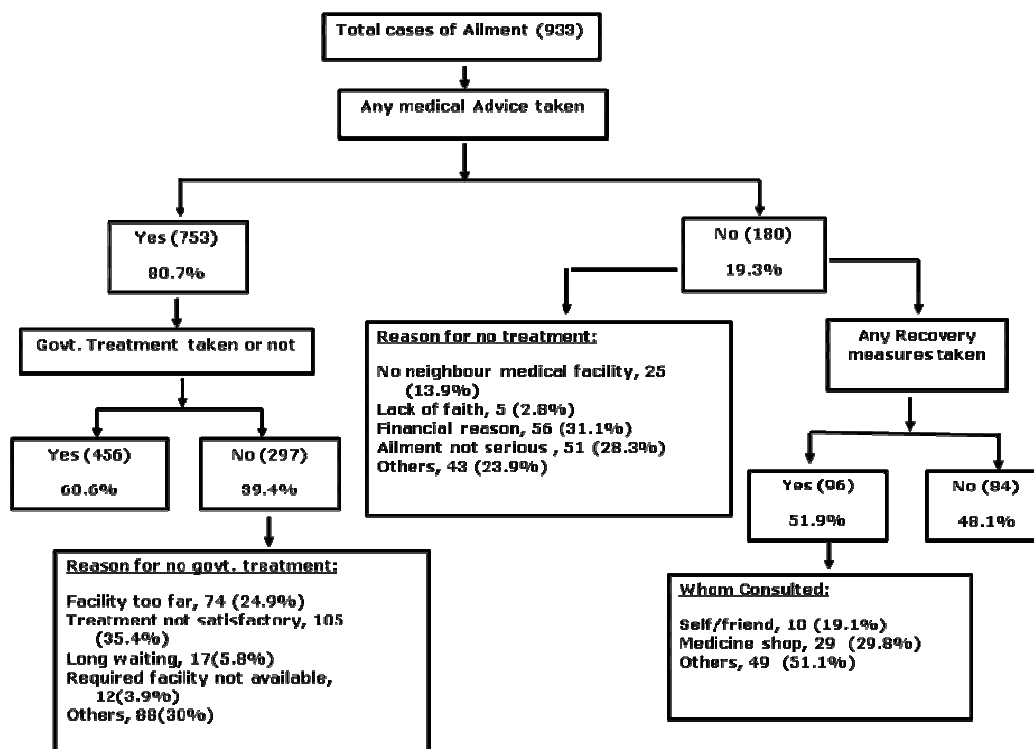 Total cases of Ailment (933)
Any medical Advice taken
Yes (753)
80.7%
No (180)
19.3%
Govt. Treatment taken or not
Reason for no treatment:
No neighbour medical facility, 25
(13.9%)
Lack of faith, 5 (2.8%)
Financial reason, 56 (31.1%)
Ailment not serious , 51 (28.3%)
Others, 43 (23.9%)
Any Recovery
measures taken
Yes (456)
60.6%
No (297)
39.4%
Yes (96)
51.9%
No (84)
48.1%
Reason for no govt. treatment:
Facility too far, 74 (24.9%)
Treatment not satisfactory, 105
(35.4%)
Long waiting, 17(5.8%)
Required facility not available,
12(3.9%)
Others, 88(30%)
Whom Consulted:
Self/friend, (19.1%)
Medicine shop, 29 (29.8%)
Others, 49 (51.1%)